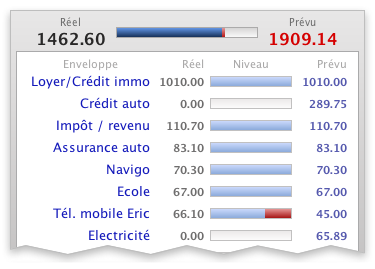 Réel Prévu
1462.60 1909.14
Enveloppe Réel Niveau Prévu
Loyer/Crédit immo 1010.00 1010.00
Crédit auto 0.00 289.75
Impôt / revenu 110.70 110.70
Assurance auto 83.10 83.10
Navigo 70.30 70.30
Ecole 67.00 67.00
Tél. mobile Eric 66.10 45.00
Electricité 0.00 65.89